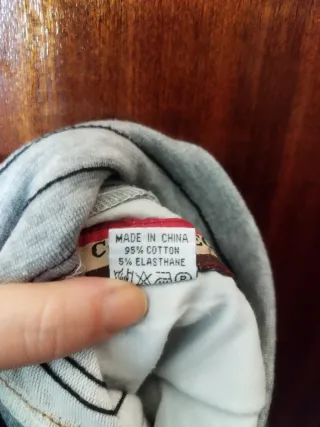 MADE IN CHINA
95% COTTON
5% ELASTHANE
P